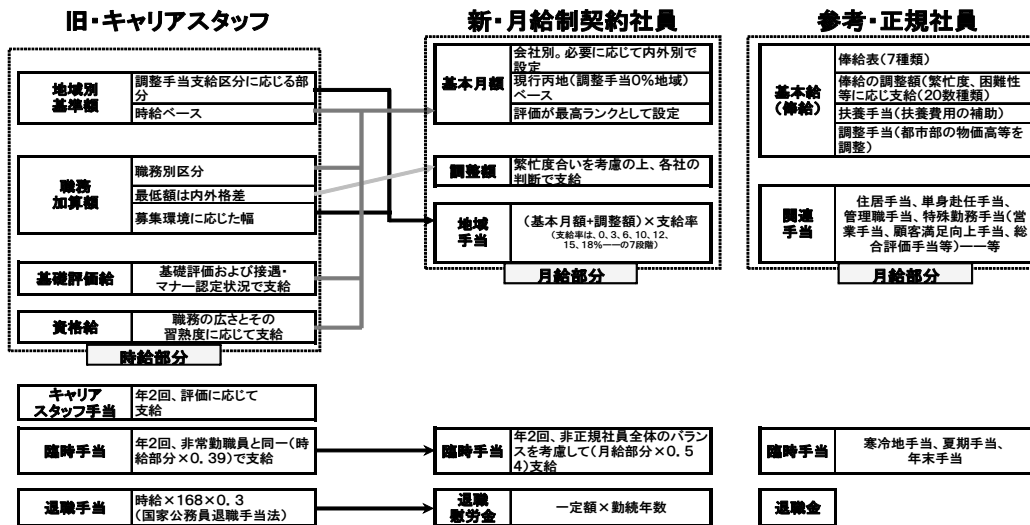 旧・キャリアスタッフ
地域別
基準額
調整手当支給区分に応じる部
分
時給ベース
職務
加算額
職務別区分
最低額は内外格差
募集環境に応じた幅
基礎評価給
基礎評価および接遇・
マナー認定状況で支給
資格給
職務の広さとその
習熟度に応じて支給
時給部分
キャリア
スタッフ手当
年2回、評価に応じて
支給
臨時手当
年2回、非常勤職員と同一(時
給部分×0.39)で支給
退職手当
時給×168×0.3
(国家公務員退職手当法)
新・月給制契約社員
基本月額
会社別。必要に応じて内外別で
設定
現行丙地(調整手当0%地域)
ベース
評価が最高ランクとして設定
調整額
繁忙度合いを考慮の上、各社の
判断で支給
地域
手当
(基本月額+調整額)×支給率
(支給率は、0、3、6、10、12、
15、18%――の7段階)
月給部分
臨時手当
年2回、非正規社員全体のバラン
スを考慮して(月給部分×0.5
4)支給
退職
慰労金
一定額×勤続年数
参考・正規社員
基本給
(俸給)
俸給表(7種類)
俸給の調整額(繁忙度、困難性
等に応じ支給(20数種類)
扶養手当(扶養費用の補助)
調整手当(都市部の物価高等を
調整)
関連
手当
住居手当、単身赴任手当、
管理職手当、特殊勤務手当(営
業手当、顧客満足向上手当、総
合評価手当等)――等
月給部分
臨時手当
寒冷地手当、夏期手当、
年末手当
退職金